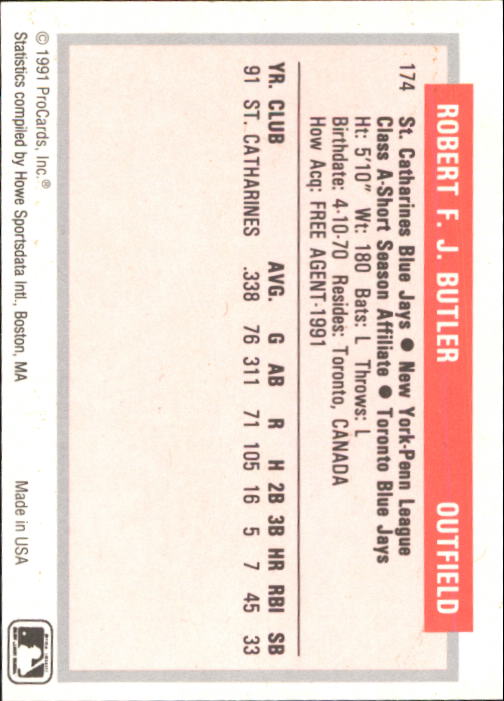 ROBERT F. J. BUTLER OUTFIELD
174 St. Catharines Blue Jays ● New York-Penn League
Class A-Short Season Affiliate ● Toronto Blue Jays
Ht: 5'10" Wt: 180 Bats: L Throws: L
Birthdate: 4-10-70 Resides: Toronto, CANADA
How Acq: FREE AGENT-1991
YR. CLUB AVG. G AB R H 2B 3B HR RBI SB
91 ST. CATHARINES .338 76 311 71 105 16 5 7 45 33
© 1991 ProCards, Inc.® Made in USA
Statistics compiled by Howe Sportsdata Intl., Boston, MA